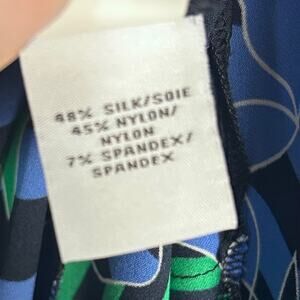 48% SILK/SOIE
45% NYLON/
NYLON
7% SPANDEX/
SPANDEX